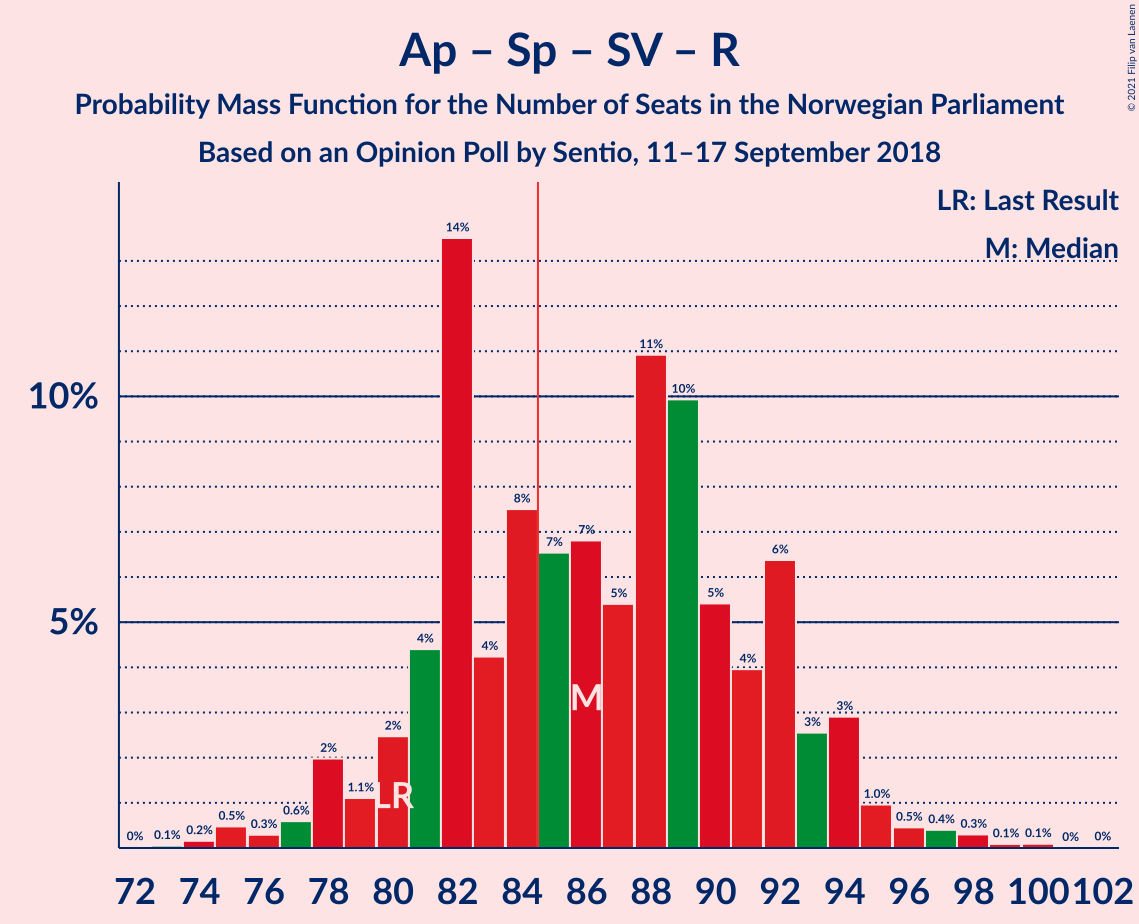 © 2021 Filip van Laenen
Ap – Sp – SV – R
Probability Mass Function for the Number of Seats in the Norwegian Parliament
Based on an Opinion Poll by Sentio, 11–17 September 2018
LR: Last Result
M: Median
10%
5%
0% 0.1% 0.2% 0.5% 0.3% 0.6% 2% 1.1% 2% 4% 14% 4% 8% 7% 7% 5% 11% 10% 5% 4% 6% 3% 3% 1.0% 0.5% 0.4% 0.3% 0.1% 0.1% 0% 0%
LR
M
72 74 76 78 80 82 84 86 88 90 92 94 96 98 100 102